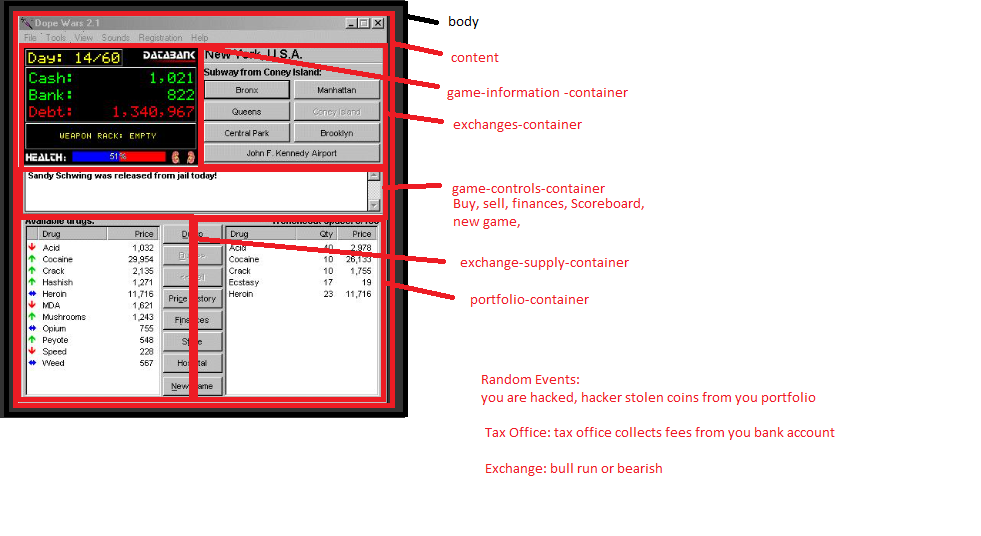 Dope Wars 2.1
File Tools View Sounds Registration Help
Day: 14/60 DATABANK
Cash: 1,021
Bank: 822
Debt: 1,340,967
WEAPON RACK: EMPTY
HEALTH: 51%
New York, U.S.A.
Subway from Coney Island:
Bronx Manhattan
Queens Coney Island
Central Park Brooklyn
John F. Kennedy Airport
Sandy Schwing was released from jail today!
Available drugs:
Drug Price
Acid 1,032
Cocaine 29,954
Crack 2,135
Hashish 1,271
Heroin 11,716
MDA 1,621
Mushrooms 1,243
Opium 755
Peyote 548
Speed 228
Weed 567
Price History
Finances
Hospital
New Game
Drug Qty Price
Acid 40 2,978
Cocaine 10 26,133
Crack 10 1,755
Ecstasy 17 19
Heroin 23 11,716
body
content
game-information -container
exchanges-container
game-controls-container
Buy, sell, finances, Scoreboard,
new game,
exchange-supply-container
portfolio-container
Random Events:
you are hacked, hacker stolen coins from you portfolio
Tax Office: tax office collects fees from you bank account
Exchange: bull run or bearish